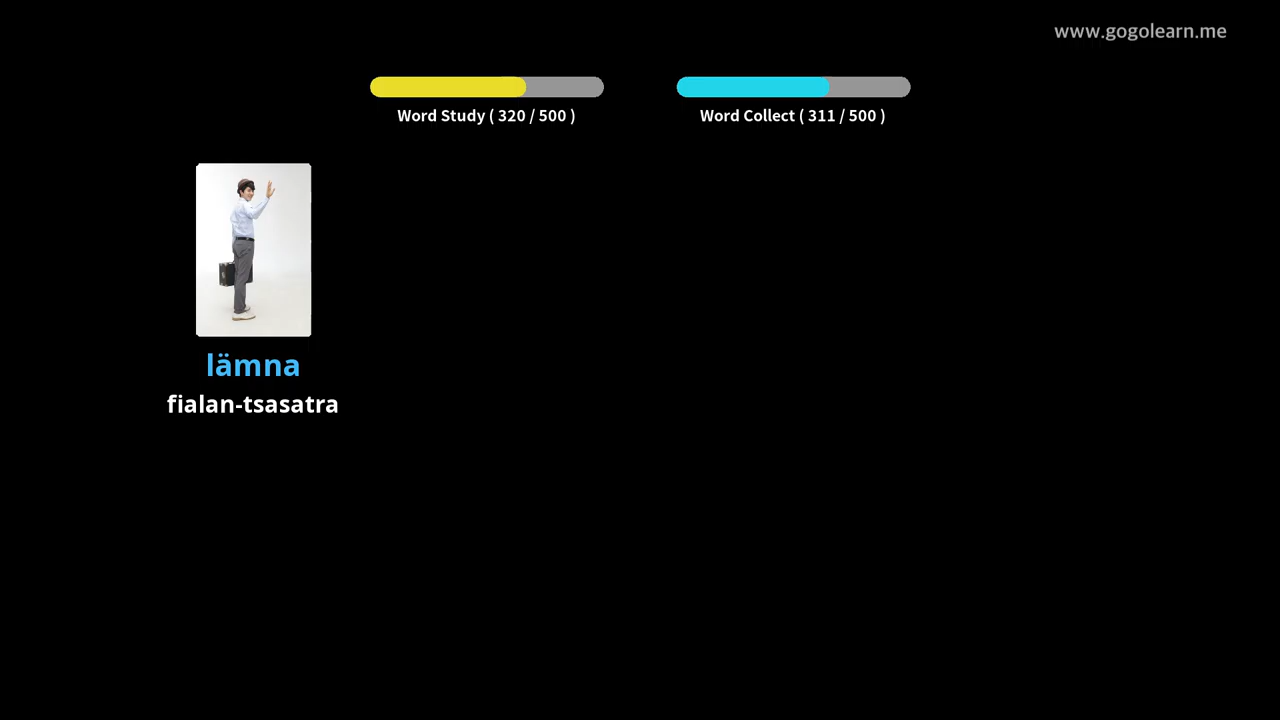 www.gogolearn.me
Word Study ( 320 / 500 )
Word Collect ( 311 / 500 )
lämna
fialan-tsasatra